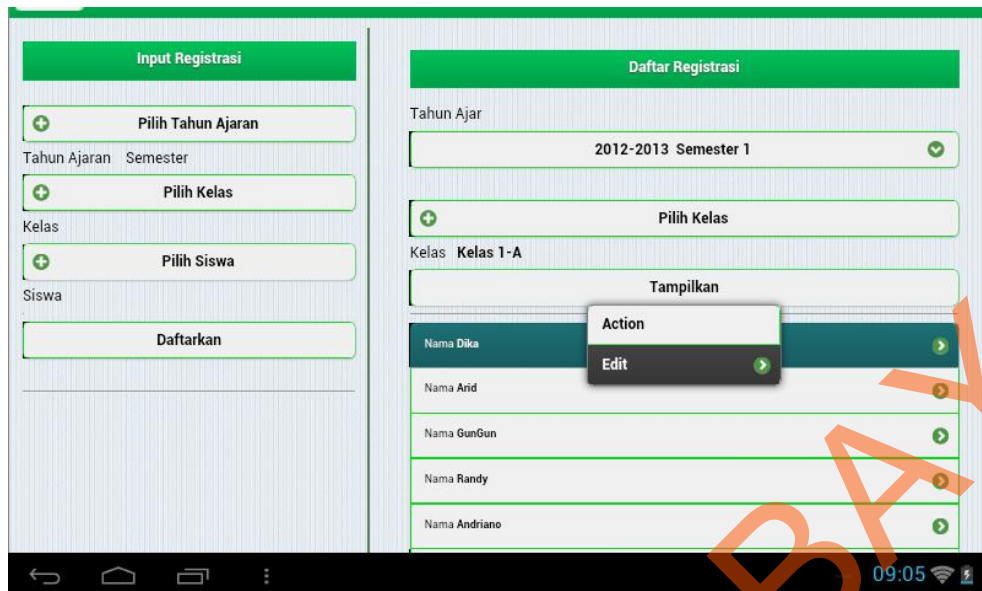 Input Registrasi
Pilih Tahun Ajaran
Tahun Ajaran Semester
Pilih Kelas
Kelas
Pilih Siswa
Siswa
Daftarkan
Daftar Registrasi
Tahun Ajar
2012-2013 Semester 1
Pilih Kelas
Kelas Kelas 1-A
Tampilkan
Action
Edit
Nama Dika
Nama Arid
Nama GunGun
Nama Randy
Nama Andriano
BAY
09:05